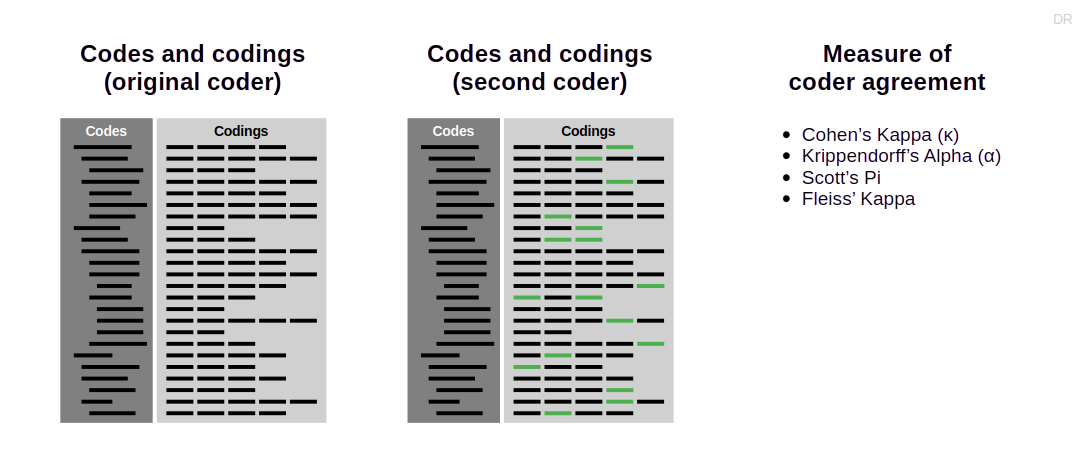 DR
Codes and codings
(original coder)
Codes and codings
(second coder)
Measure of
coder agreement
Codes
Codings
Codes
Codings
• Cohen’s Kappa (κ)
• Krippendorff’s Alpha (α)
• Scott’s Pi
• Fleiss’ Kappa